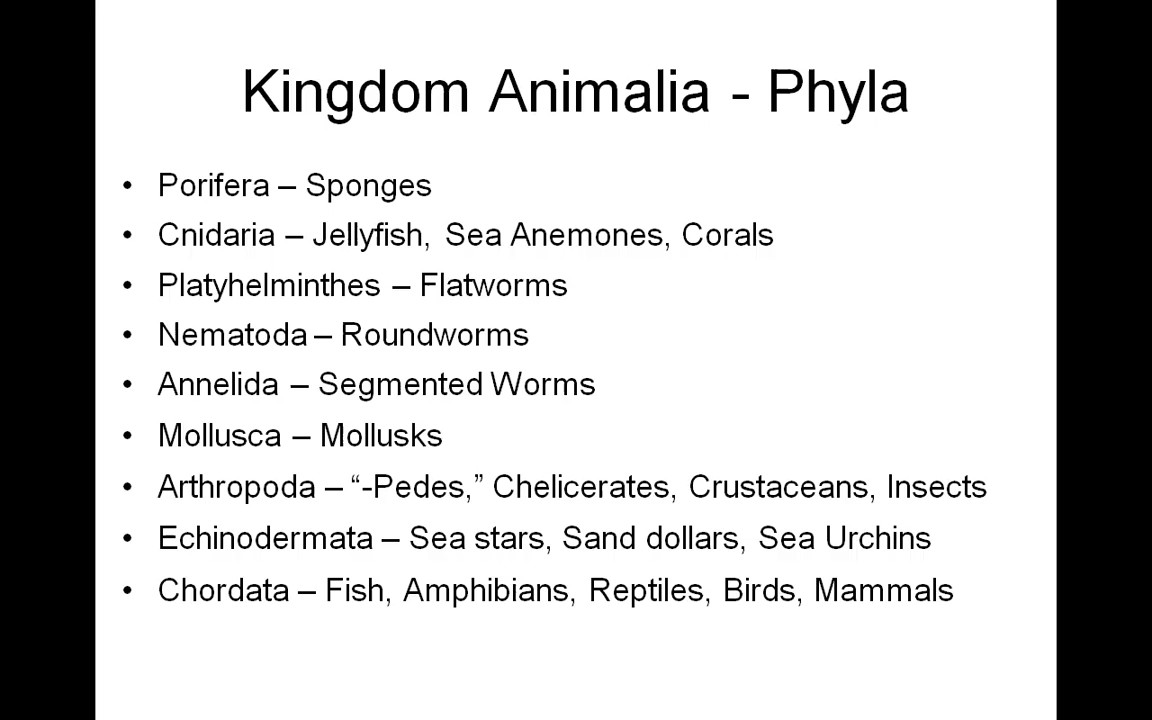 Kingdom Animalia - Phyla
• Porifera – Sponges
• Cnidaria – Jellyfish, Sea Anemones, Corals
• Platyhelminthes – Flatworms
• Nematoda – Roundworms
• Annelida – Segmented Worms
• Mollusca – Mollusks
• Arthropoda – “-Pedes,” Chelicerates, Crustaceans, Insects
• Echinodermata – Sea stars, Sand dollars, Sea Urchins
• Chordata – Fish, Amphibians, Reptiles, Birds, Mammals